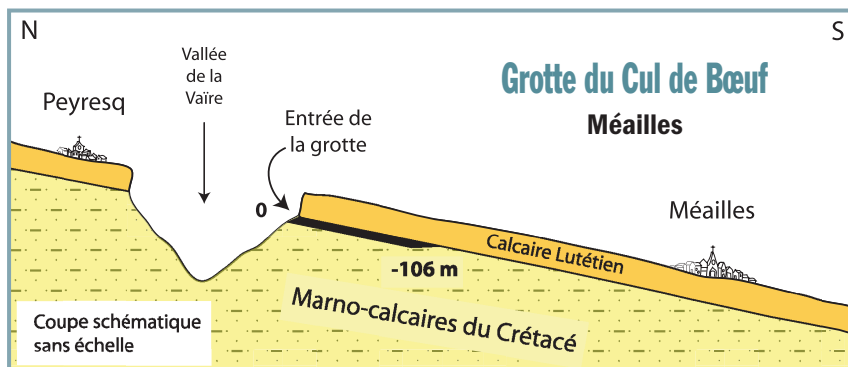 N
S
Vallée
de la
Vaïre
Grotte du Cul de Bœuf
Méailles
Peyresq
Entrée de
la grotte
0
Méailles
Calcaire Lutétien
-106 m
Marno-calcaires du Crétacé
Coupe schématique
sans échelle